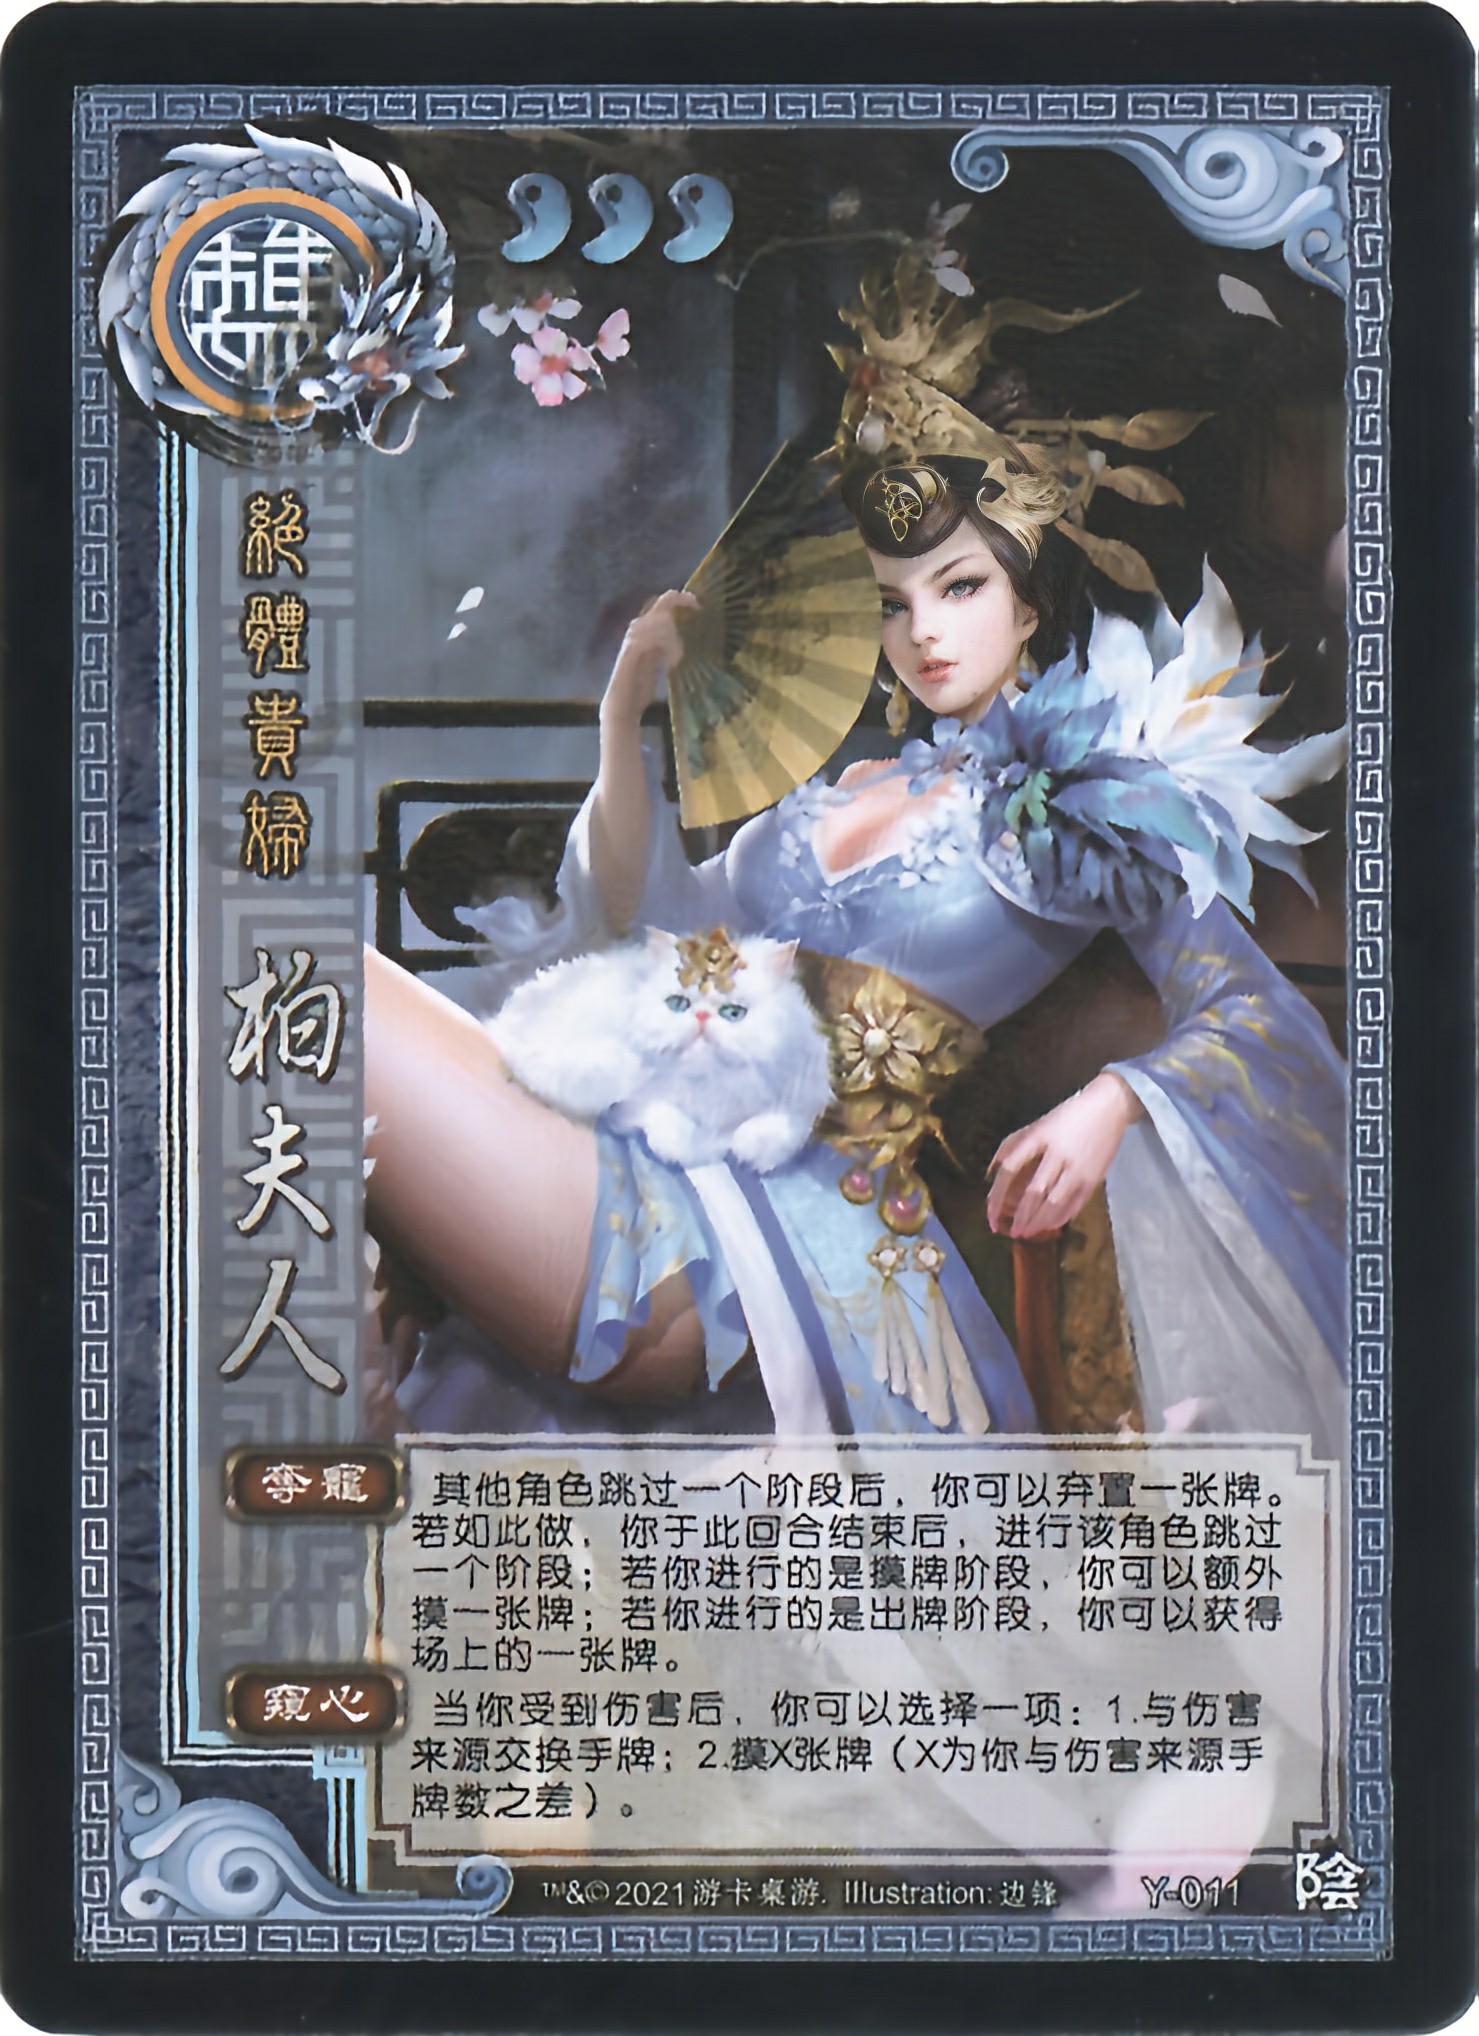 絕體貴婦
柏夫人
奪寵
其他角色跳过一个阶段后，你可以弃置一张牌。
若如此做，你于此回合结束后，进行该角色跳过
一个阶段；若你进行的是摸牌阶段，你可以额外
摸一张牌；若你进行的是出牌阶段，你可以获得
场上的一张牌。
窺心
当你受到伤害后，你可以选择一项：1.与伤害
来源交换手牌；2.摸X张牌（X为你与伤害来源手
牌数之差）。
™&©2021游卡桌游. Illustration:边锋
Y-011
陰